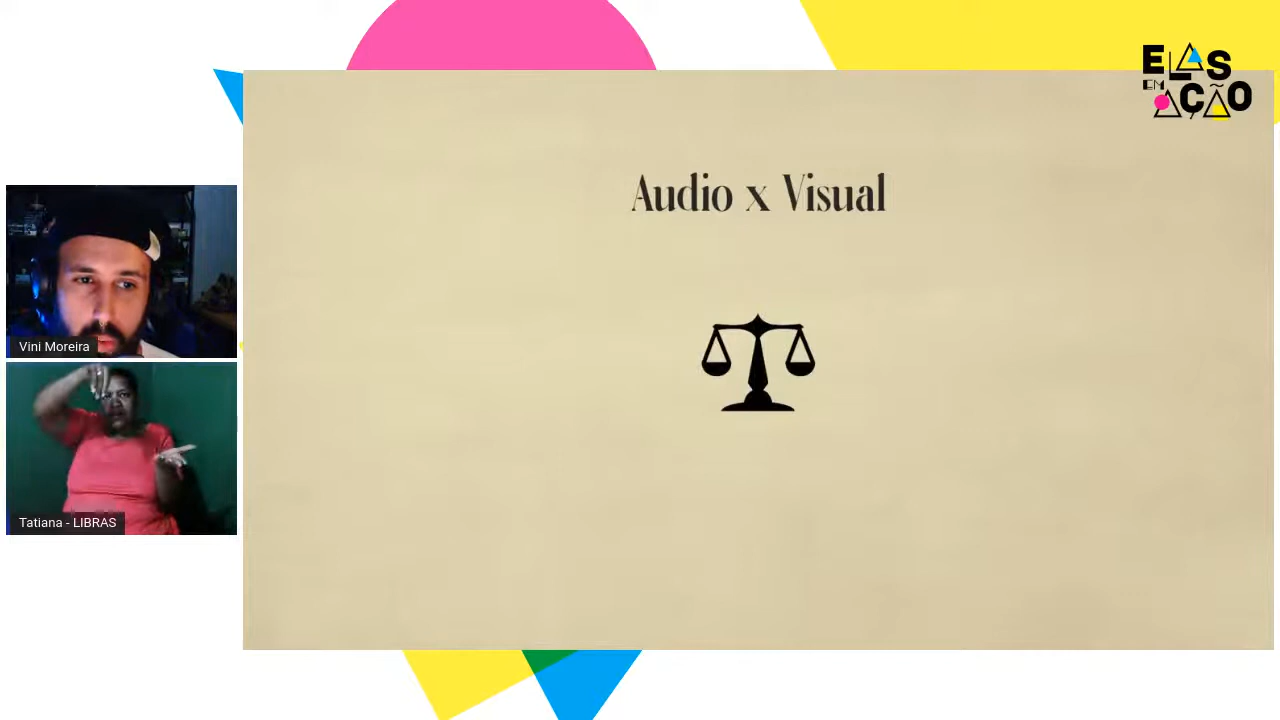 ELAS
EM
AÇÃO
Audio x Visual
Vini Moreira
Tatiana - LIBRAS